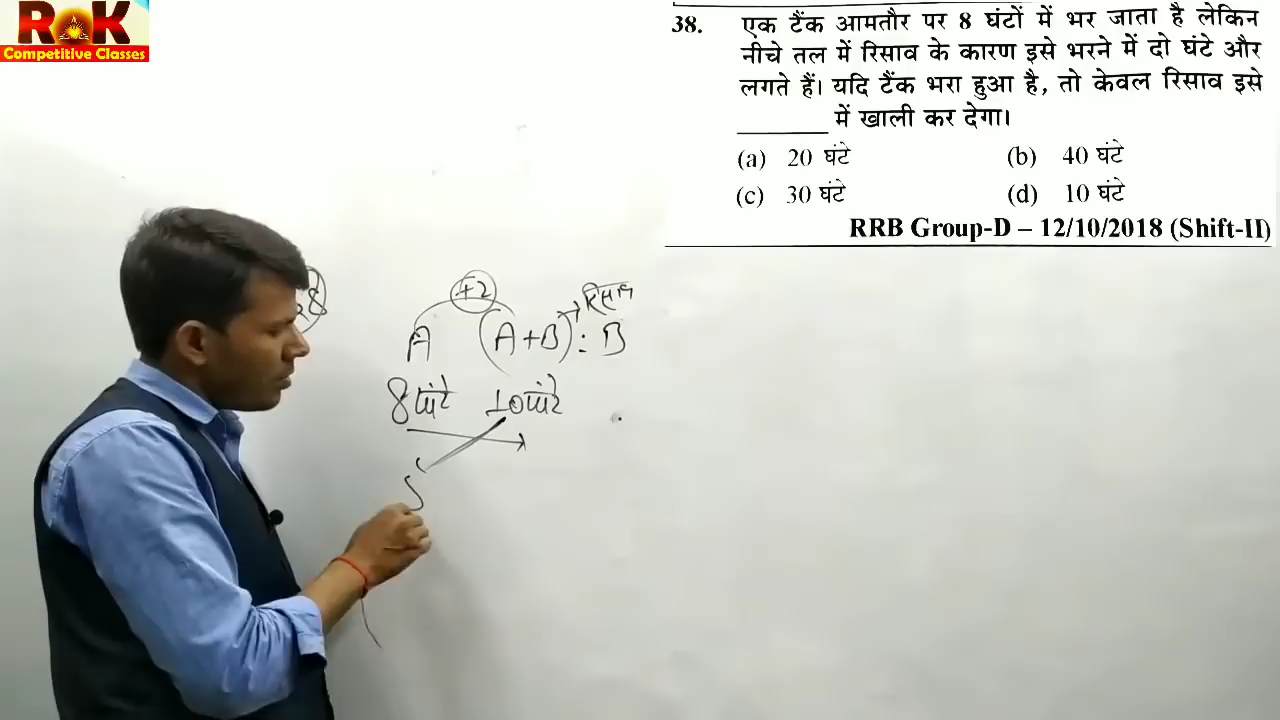 RK
Competitive Classes
38. एक टैंक आमतौर पर 8 घंटों में भर जाता है लेकिन
नीचे तल में रिसाव के कारण इसे भरने में दो घंटे और
लगते हैं। यदि टैंक भरा हुआ है, तो केवल रिसाव इसे
________ में खाली कर देगा।
(a) 20 घंटे (b) 40 घंटे
(c) 30 घंटे (d) 10 घंटे
RRB Group-D – 12/10/2018 (Shift-II)
+2
रिसाव
A (A+B) : B
8 घंटे 10 घंटे
5